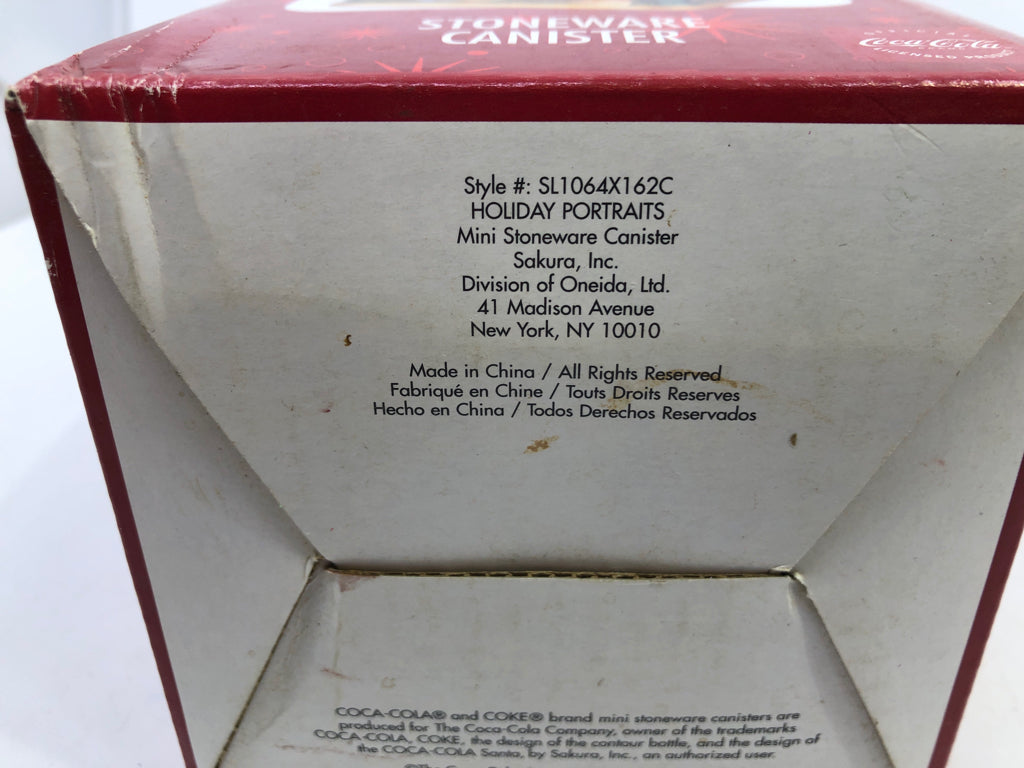 STONEWARE
CANISTER
OFFICIAL
Coca-Cola
LICENSED PRODUCT
Style #: SL1064X162C
HOLIDAY PORTRAITS
Mini Stoneware Canister
Sakura, Inc.
Division of Oneida, Ltd.
41 Madison Avenue
New York, NY 10010
Made in China / All Rights Reserved
Fabriqué en Chine / Touts Droits Reserves
Hecho en China / Todos Derechos Reservados
COCA-COLA® and COKE® brand mini stoneware canisters are
produced for The Coca-Cola Company, owner of the trademarks
COCA-COLA, COKE, the design of the contour bottle, and the design of
the COCA-COLA Santa, by Sakura, Inc., an authorized user.